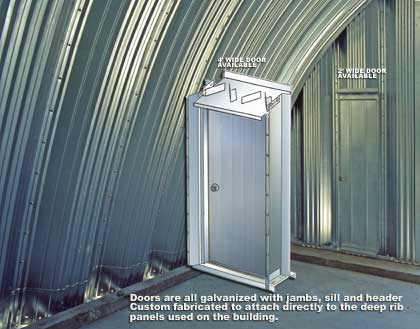 4' WIDE DOOR
AVAILABLE
2' WIDE DOOR
AVAILABLE
Doors are all galvanized with jambs, sill and header
Custom fabricated to attach directly to the deep rib
panels used on the building.